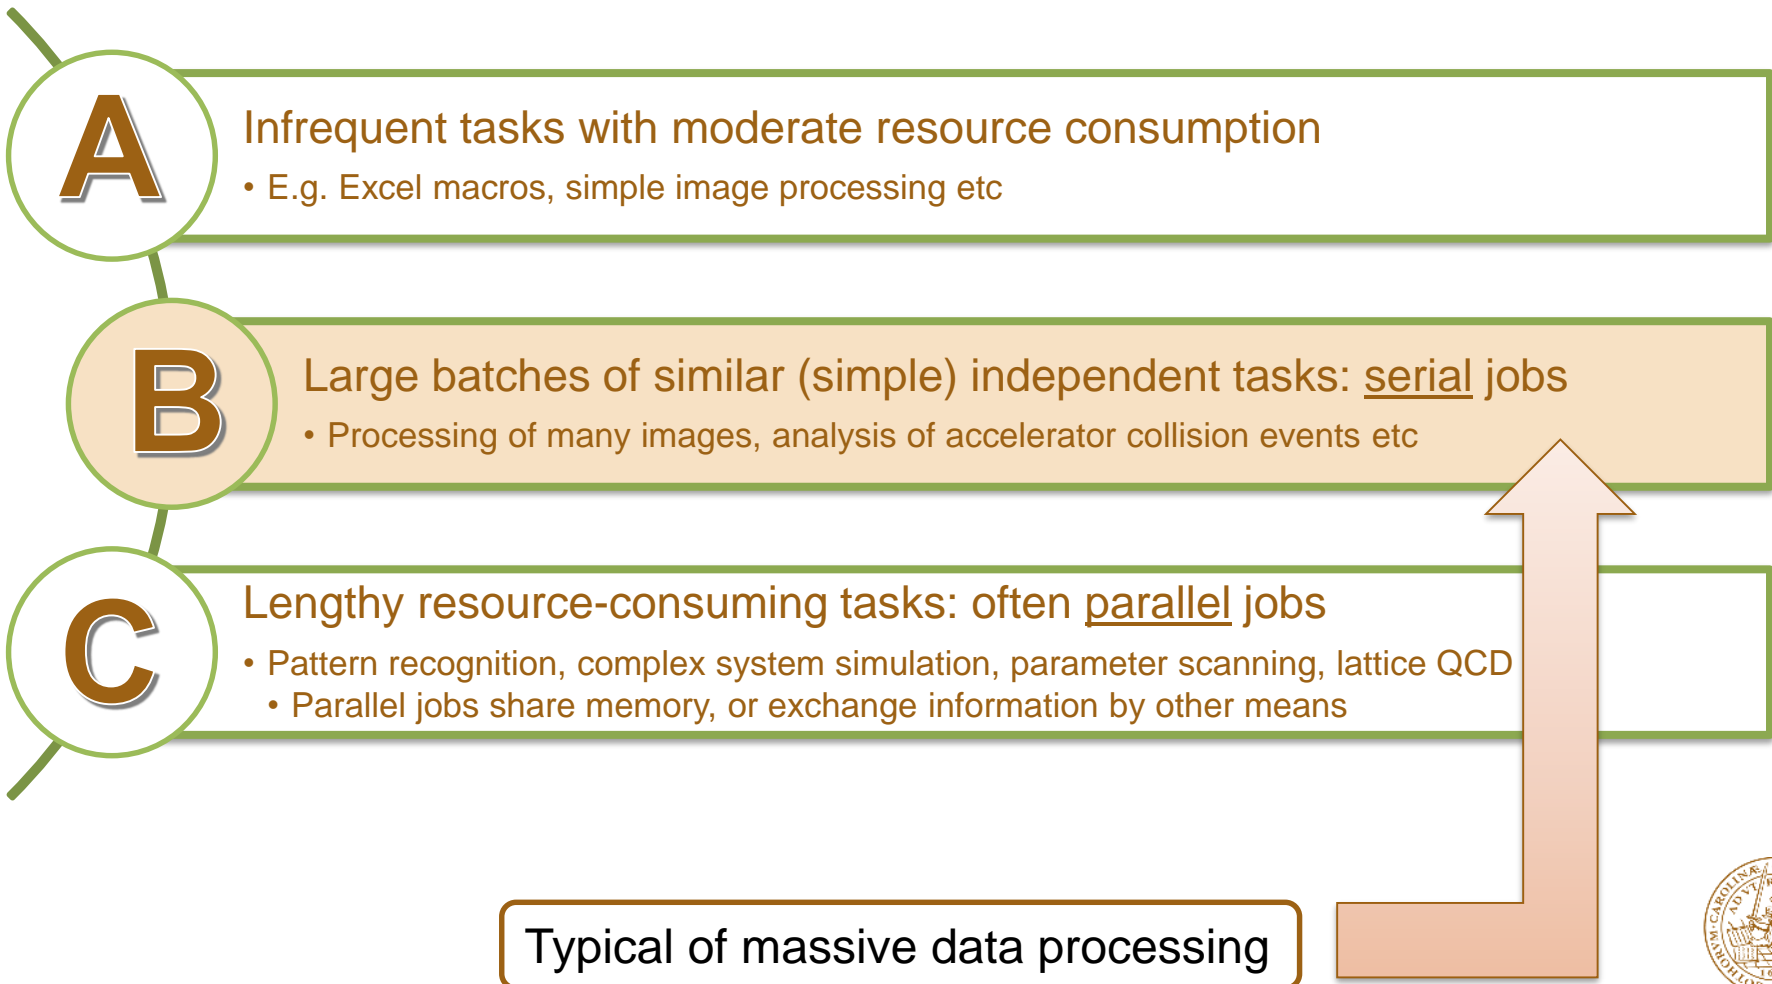 A
Infrequent tasks with moderate resource consumption
• E.g. Excel macros, simple image processing etc
B
Large batches of similar (simple) independent tasks: serial jobs
• Processing of many images, analysis of accelerator collision events etc
C
Lengthy resource-consuming tasks: often parallel jobs
• Pattern recognition, complex system simulation, parameter scanning, lattice QCD
• Parallel jobs share memory, or exchange information by other means
Typical of massive data processing